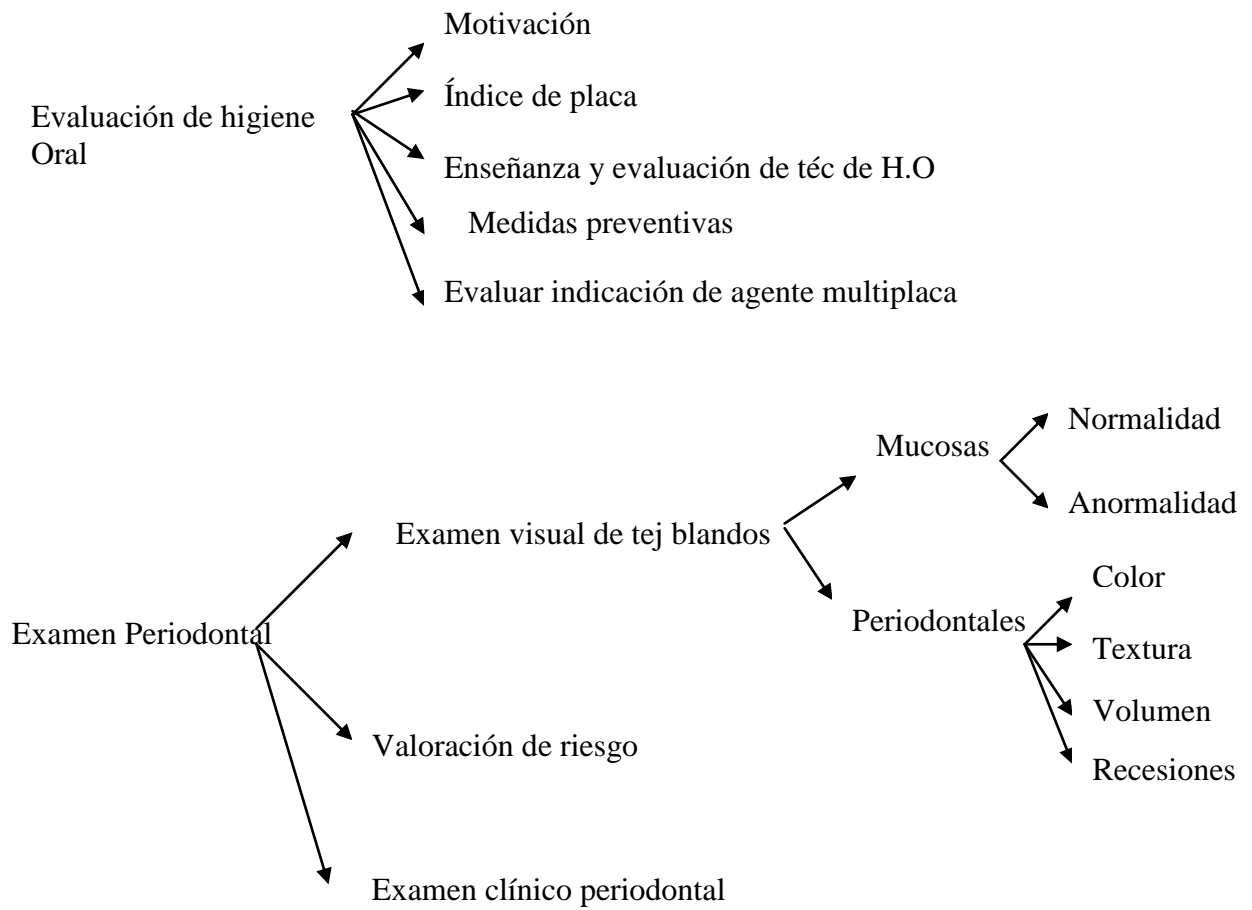 Motivación
Índice de placa
Evaluación de higiene
Oral
Enseñanza y evaluación de téc de H.O
Medidas preventivas
Evaluar indicación de agente multiplaca
Normalidad
Mucosas
Anormalidad
Examen visual de tej blandos
Color
Periodontales
Examen Periodontal
Textura
Volumen
Valoración de riesgo
Recesiones
Examen clínico periodontal